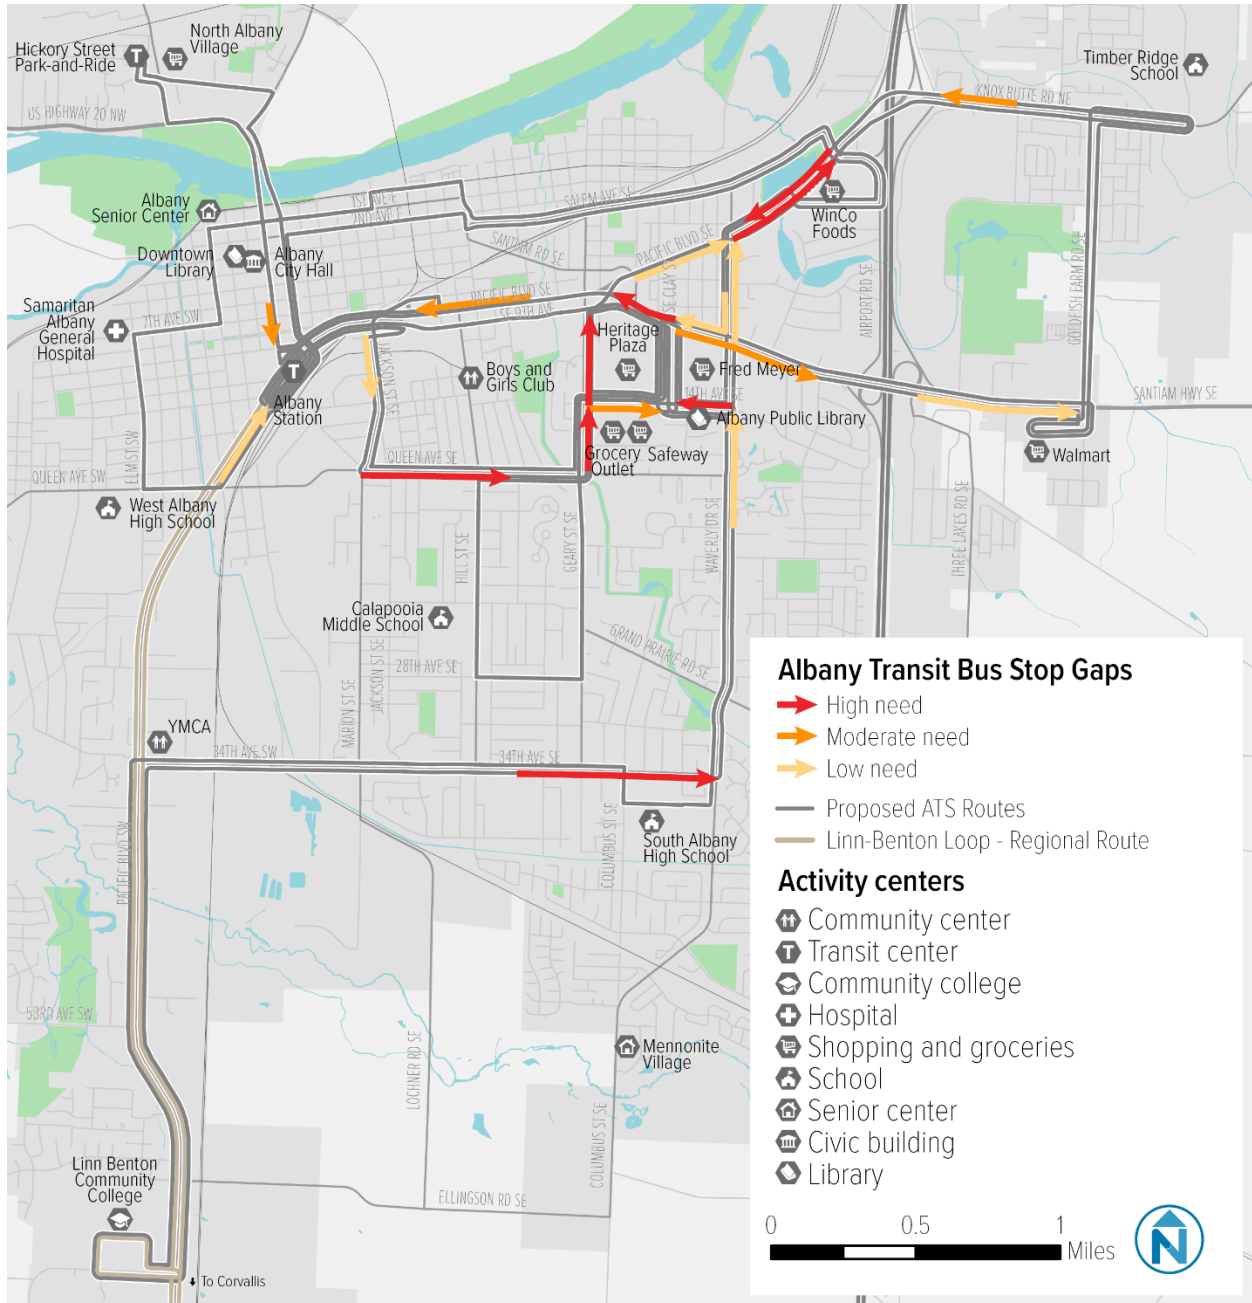 Hickory Street
Park-and-Ride
North Albany
Village
US HIGHWAY 20 NW
Timber Ridge
School
KNOX BUTTE RD NE
Albany
Senior Center
1ST AVE E
2ND AVE E
SALEM AVE SE
WinCo
Foods
Downtown
Library
Albany
City Hall
SANTIAM RD SE
PACIFIC BLVD SE
SE CLAY S
AIRPORT RD SE
GOLDFISH FARM RD SE
Samaritan
Albany
General
Hospital
7TH AVE SW
PACIFIC BLVD SE
SE 9TH AVE
Heritage
Plaza
Fred Meyer
JACKSON ST SE
Boys and
Girls Club
14TH AVE SE
SANTIAM HWY SE
Albany
Station
Albany Public Library
ELM ST SW
QUEEN AVE SW
QUEEN AVE SE
Grocery
Outlet
Safeway
Walmart
West Albany
High School
HILL ST SE
GEARY ST SE
WAVERLY DR SE
THREE LAKES RD SE
Calapooia
Middle School
GRAND PRAIRIE RD SE
28TH AVE SE
MARION ST SE
JACKSON ST SE
YMCA
34TH AVE SW
34TH AVE SE
PACIFIC BLVD SW
COLUMBUS ST SE
South Albany
High School
53RD AVE SW
LOCHNER RD SE
Mennonite
Village
COLUMBUS ST SE
Linn Benton
Community
College
ELLINGSON RD SE
To Corvallis
Albany Transit Bus Stop Gaps
High need
Moderate need
Low need
Proposed ATS Routes
Linn-Benton Loop - Regional Route
Activity centers
Community center
T Transit center
Community college
Hospital
Shopping and groceries
School
Senior center
Civic building
Library
0 0.5 1
Miles
N